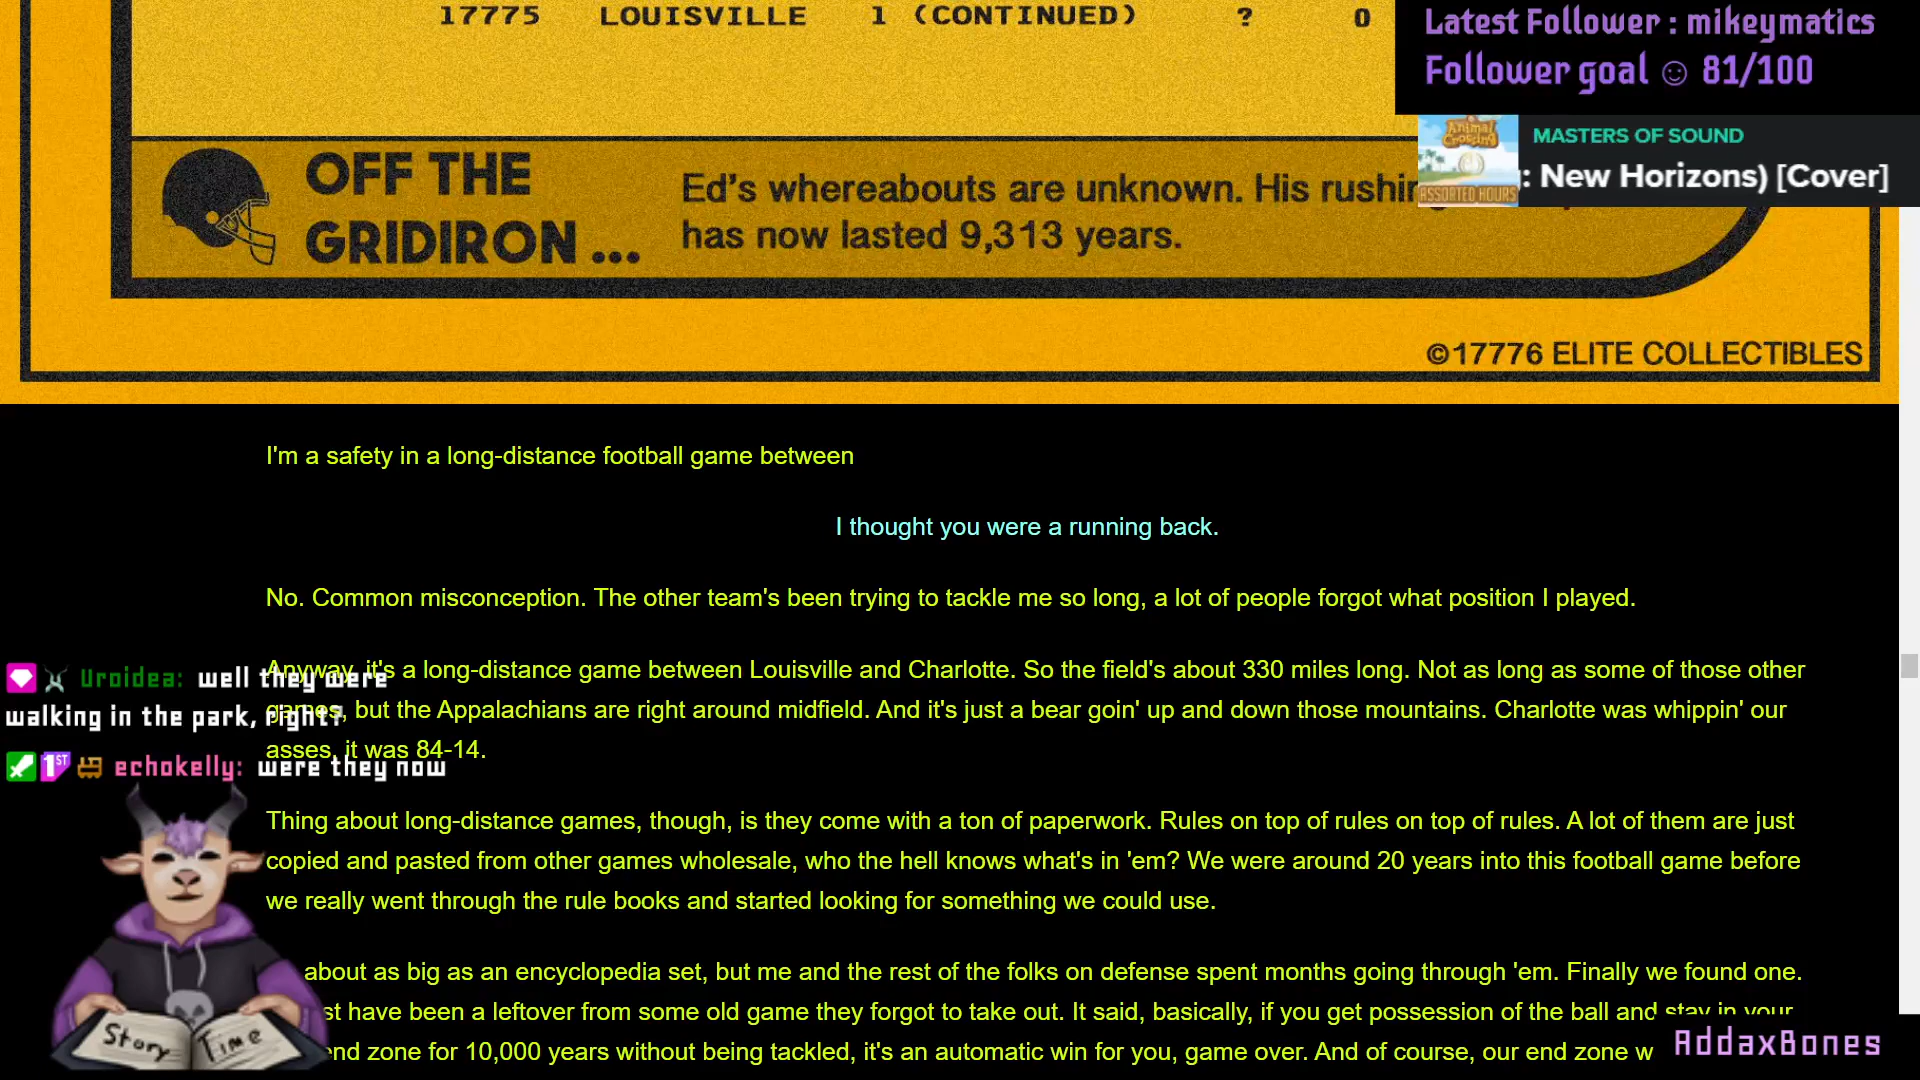 17775 LOUISVILLE 1 (CONTINUED) ? 0
Latest Follower : mikeymatics
Follower goal ☺ 81/100
Animal Crossing
ASSORTED HOURS
MASTERS OF SOUND
: New Horizons) [Cover]
OFF THE
GRIDIRON ...
Ed's whereabouts are unknown. His
has now lasted 9,313 years.
©17776 ELITE COLLECTIBLES
I'm a safety in a long-distance football game between
I thought you were a running back.
No. Common misconception. The other team's been trying to tackle me so long, a lot of people forgot what position I played.
Anyway, it's a long-distance game between Louisville and Charlotte. So the field's about 330 miles long. Not as long as some of those other
games, but the Appalachians are right around midfield. And it's just a bear goin' up and down those mountains. Charlotte was whippin' our
asses, it was 84-14.
Uroidea: well they were
walking in the park, right?
1ST echokelly: were they now
Thing about long-distance games, though, is they come with a ton of paperwork. Rules on top of rules on top of rules. A lot of them are just
copied and pasted from other games wholesale, who the hell knows what's in 'em? We were around 20 years into this football game before
we really went through the rule books and started looking for something we could use.
about as big as an encyclopedia set, but me and the rest of the folks on defense spent months going through 'em. Finally we found one.
st have been a leftover from some old game they forgot to take out. It said, basically, if you get possession of the ball and stay in your
end zone for 10,000 years without being tackled, it's an automatic win for you, game over. And of course, our end zone w
Story Time
AddaxBones